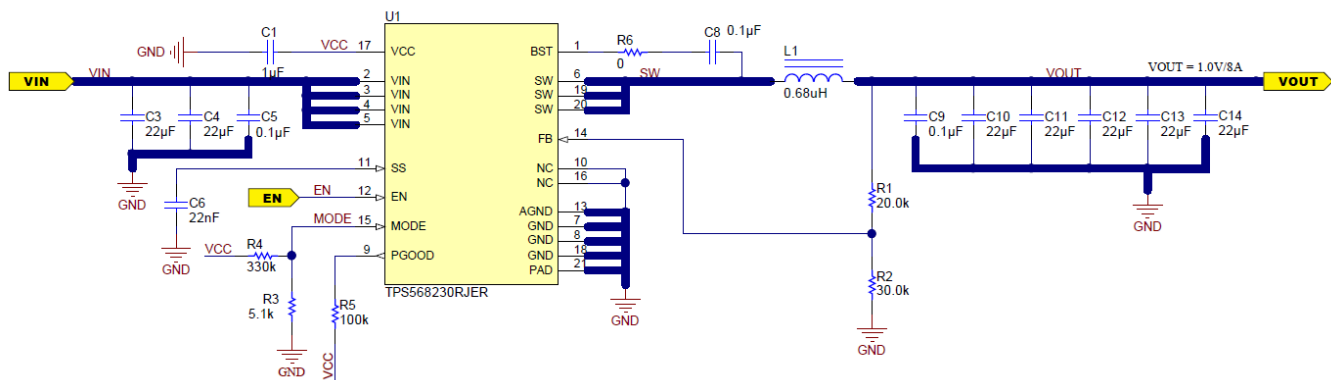 U1
TPS568230RJER
GND
C1
1µF
VCC
17
VCC
VIN
VIN
2
VIN
3
VIN
4
VIN
5
VIN
C3
22µF
C4
22µF
C5
0.1µF
GND
11
SS
C6
22nF
GND
EN
EN
12
EN
MODE
15
MODE
VCC
R4
330k
R3
5.1k
GND
9
PGOOD
R5
100k
VCC
BST
1
R6
0
C8
0.1µF
SW
6
SW
19
SW
20
SW
L1
0.68uH
FB
14
NC
10
NC
16
AGND
13
GND
7
GND
8
GND
18
PAD
21
GND
R1
20.0k
R2
30.0k
GND
VOUT
VOUT = 1.0V/8A
VOUT
C9
0.1µF
C10
22µF
C11
22µF
C12
22µF
C13
22µF
C14
22µF
GND